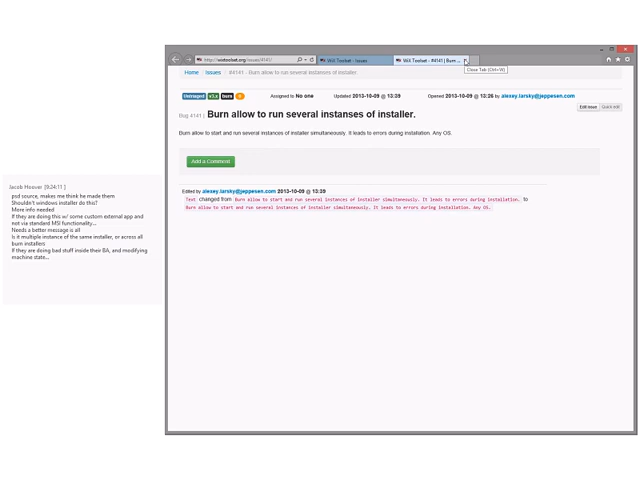 http://wixtoolset.org/issues/4141/
WiX Toolset - Issues
WiX Toolset - #4141 | Burn ...
Close Tab (Ctrl+W)
Home Issues #4141 - Burn allow to run several instanses of installer
Untriaged v3.x burn
Assigned to No one
Updated 2013-10-09 @ 13:39
Opened 2013-10-09 @ 13:26 by alexey.larsky@jeppesen.com
Edit issue Quick edit
Bug 4141 | Burn allow to run several instanses of installer.
Burn allow to start and run several instances of installer simultaneously. It leads to errors during installation. Any OS.
Add a Comment
Edited by alexey.larsky@jeppesen.com 2013-10-09 @ 13:39
Text changed from Burn allow to start and run several instances of installer simultaneously. It leads to errors during installation. to
Burn allow to start and run several instances of installer simultaneously. It leads to errors during installation. Any OS.
Jacob Hoover [9:24:11 ]
psd source, makes me think he made them
Shouldn't windows installer do this?
More info needed
If they are doing this w/ some custom external app and
not via standard MSI functionality...
Needs a better message is all
Is it multiple instance of the same installer, or across all
burn installers
If they are doing bad stuff inside their BA, and modifying
machine state...